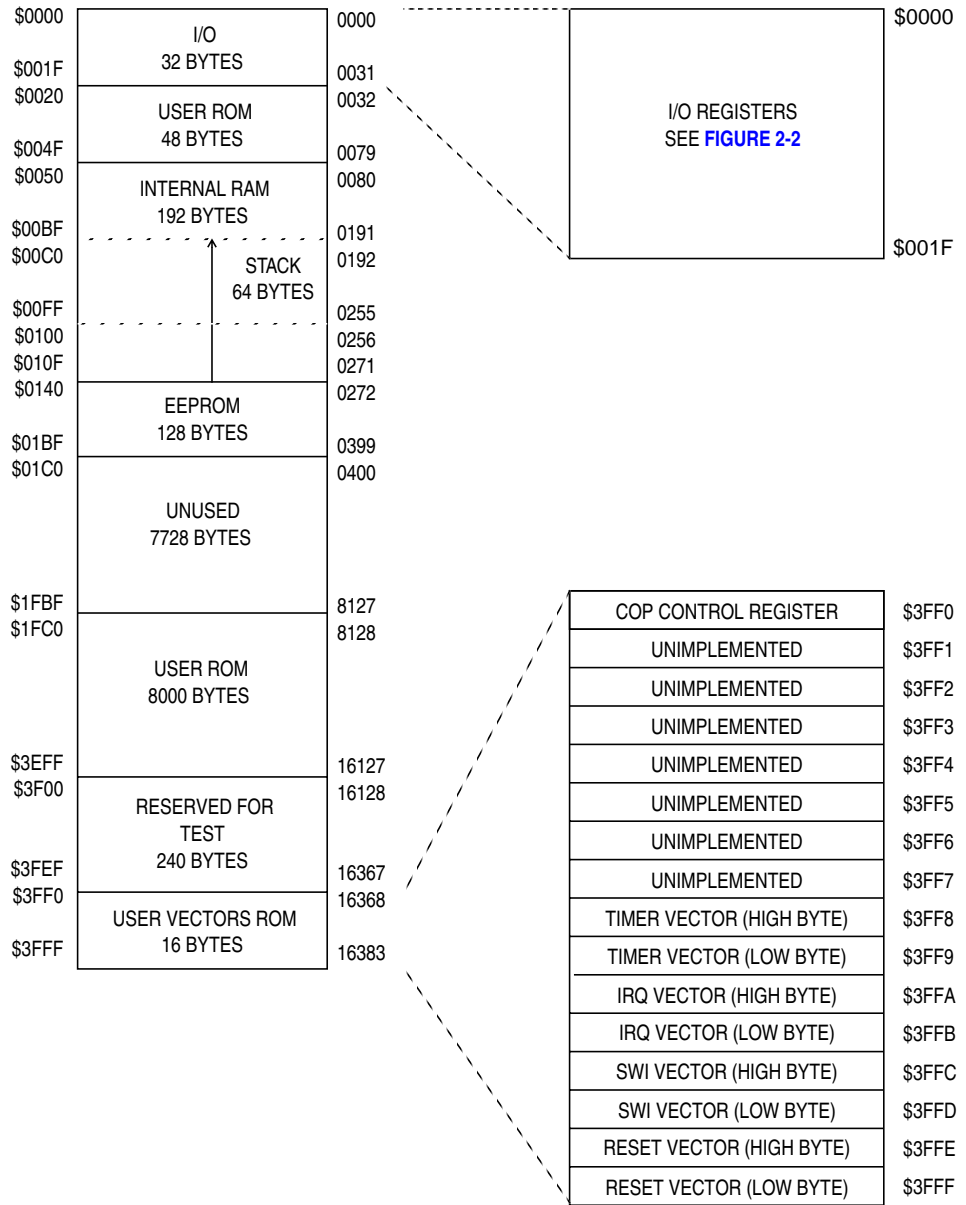 $0000
I/O
32 BYTES
0000
$001F
0031
$0020
USER ROM
48 BYTES
0032
$004F
0079
$0050
INTERNAL RAM
192 BYTES
0080
$00BF
0191
$00C0
STACK
64 BYTES
0192
$00FF
0255
$0100
0256
$010F
0271
$0140
EEPROM
128 BYTES
0272
$01BF
0399
$01C0
UNUSED
7728 BYTES
0400
$1FBF
8127
$1FC0
USER ROM
8000 BYTES
8128
$3EFF
16127
$3F00
RESERVED FOR
TEST
240 BYTES
16128
$3FEF
16367
$3FF0
USER VECTORS ROM
16 BYTES
16368
$3FFF
16383
$0000
I/O REGISTERS
SEE FIGURE 2-2
$001F
COP CONTROL REGISTER $3FF0
UNIMPLEMENTED $3FF1
UNIMPLEMENTED $3FF2
UNIMPLEMENTED $3FF3
UNIMPLEMENTED $3FF4
UNIMPLEMENTED $3FF5
UNIMPLEMENTED $3FF6
UNIMPLEMENTED $3FF7
TIMER VECTOR (HIGH BYTE) $3FF8
TIMER VECTOR (LOW BYTE) $3FF9
IRQ VECTOR (HIGH BYTE) $3FFA
IRQ VECTOR (LOW BYTE) $3FFB
SWI VECTOR (HIGH BYTE) $3FFC
SWI VECTOR (LOW BYTE) $3FFD
RESET VECTOR (HIGH BYTE) $3FFE
RESET VECTOR (LOW BYTE) $3FFF